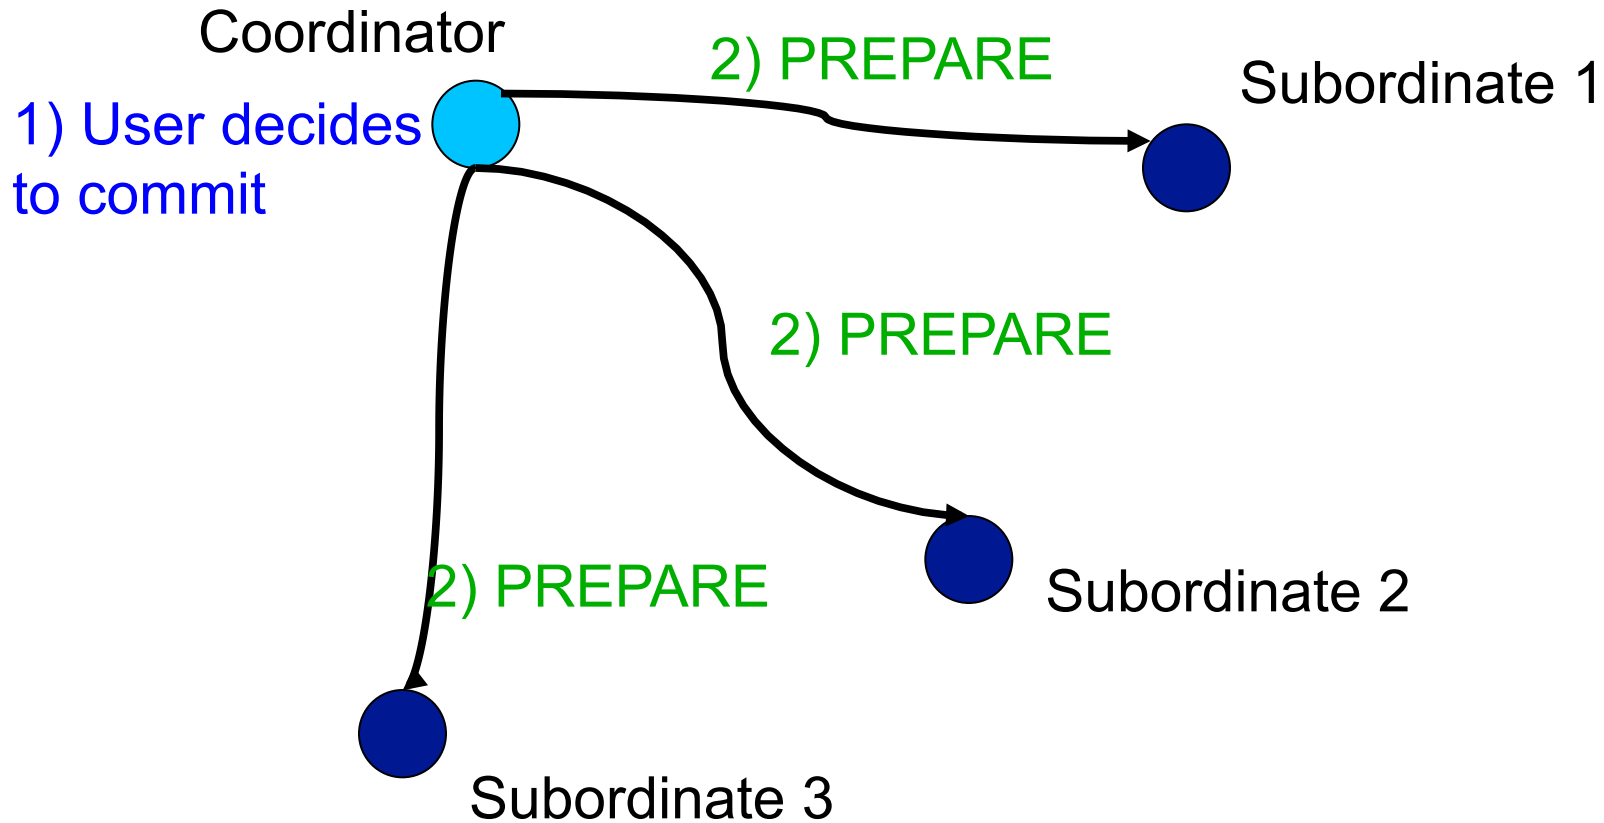 Coordinator
2) PREPARE
Subordinate 1
1) User decides
to commit
2) PREPARE
2) PREPARE
Subordinate 2
Subordinate 3